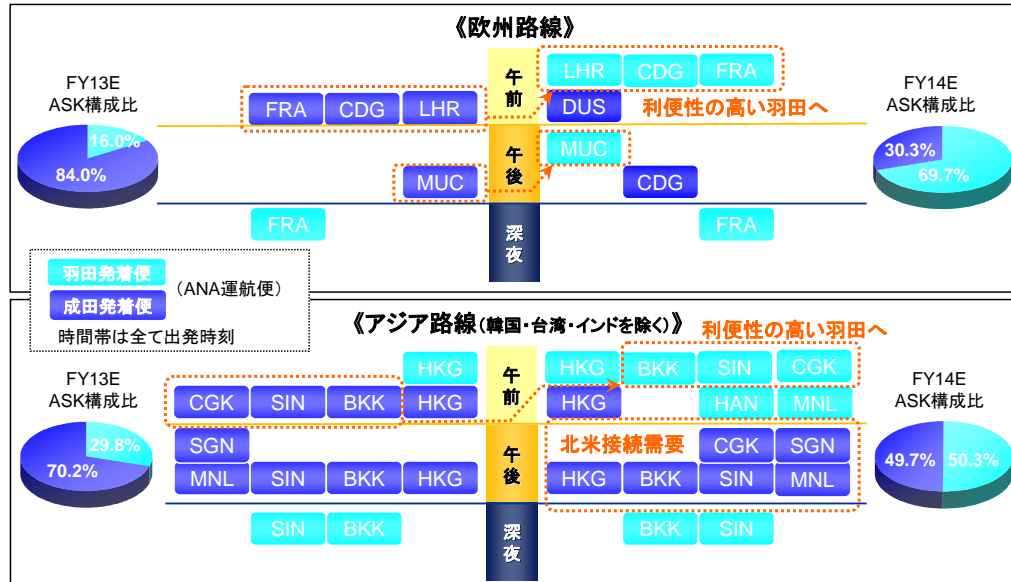 《欧州路線》
FY13E
ASK構成比
16.0%
84.0%
FRA CDG LHR
MUC
FRA
午前
午後
深夜
LHR CDG FRA
DUS 利便性の高い羽田へ
MUC
CDG
FRA
FY14E
ASK構成比
30.3%
69.7%
羽田発着便
成田発着便
(ANA運航便)
時間帯は全て出発時刻
《アジア路線(韓国・台湾・インドを除く)》
利便性の高い羽田へ
FY13E
ASK構成比
29.8%
70.2%
HKG
CGK SIN BKK HKG
SGN
MNL SIN BKK HKG
SIN BKK
午前
午後
深夜
HKG BKK SIN CGK
HKG HAN MNL
北米接続需要 CGK SGN
HKG BKK SIN MNL
BKK SIN
FY14E
ASK構成比
49.7% 50.3%